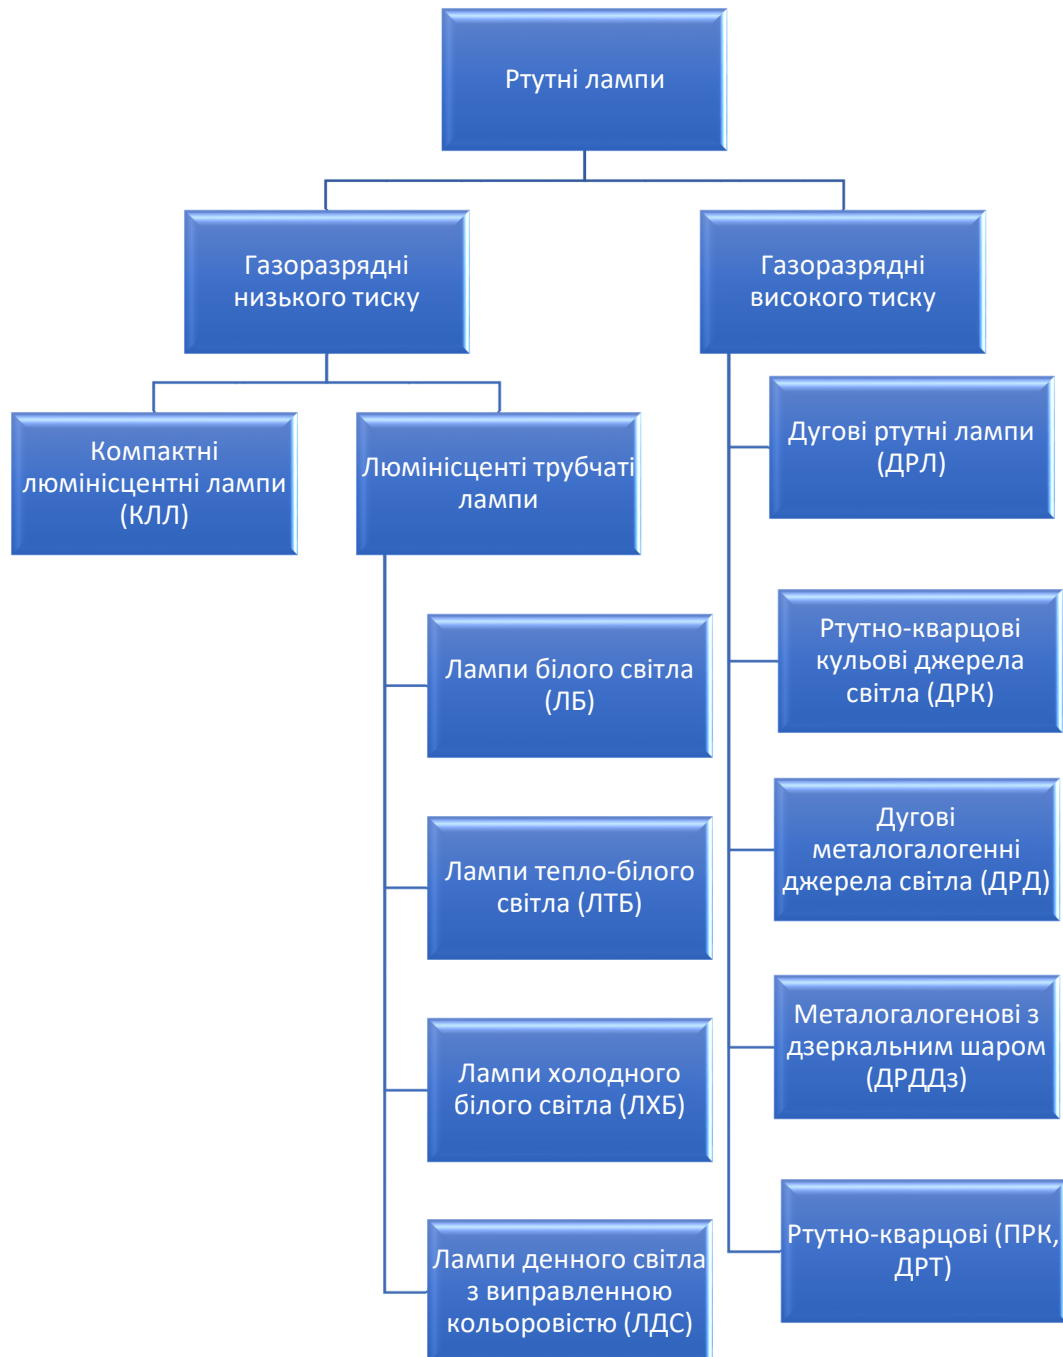 Ртутні лампи
Газоразрядні
низького тиску
Газоразрядні
високого тиску
Компактні
люмінісцентні лампи
(КЛЛ)
Люмінісценті трубчаті
лампи
Лампи білого світла
(ЛБ)
Лампи тепло-білого
світла (ЛТБ)
Лампи холодного
білого світла (ЛХБ)
Лампи денного світла
з виправленною
кольоровістю (ЛДС)
Дугові ртутні лампи
(ДРЛ)
Ртутно-кварцові
кульові джерела
світла (ДРК)
Дугові
металогалогенні
джерела світла (ДРД)
Металогалогенові з
дзеркальним шаром
(ДРДДз)
Ртутно-кварцові (ПРК,
ДРТ)